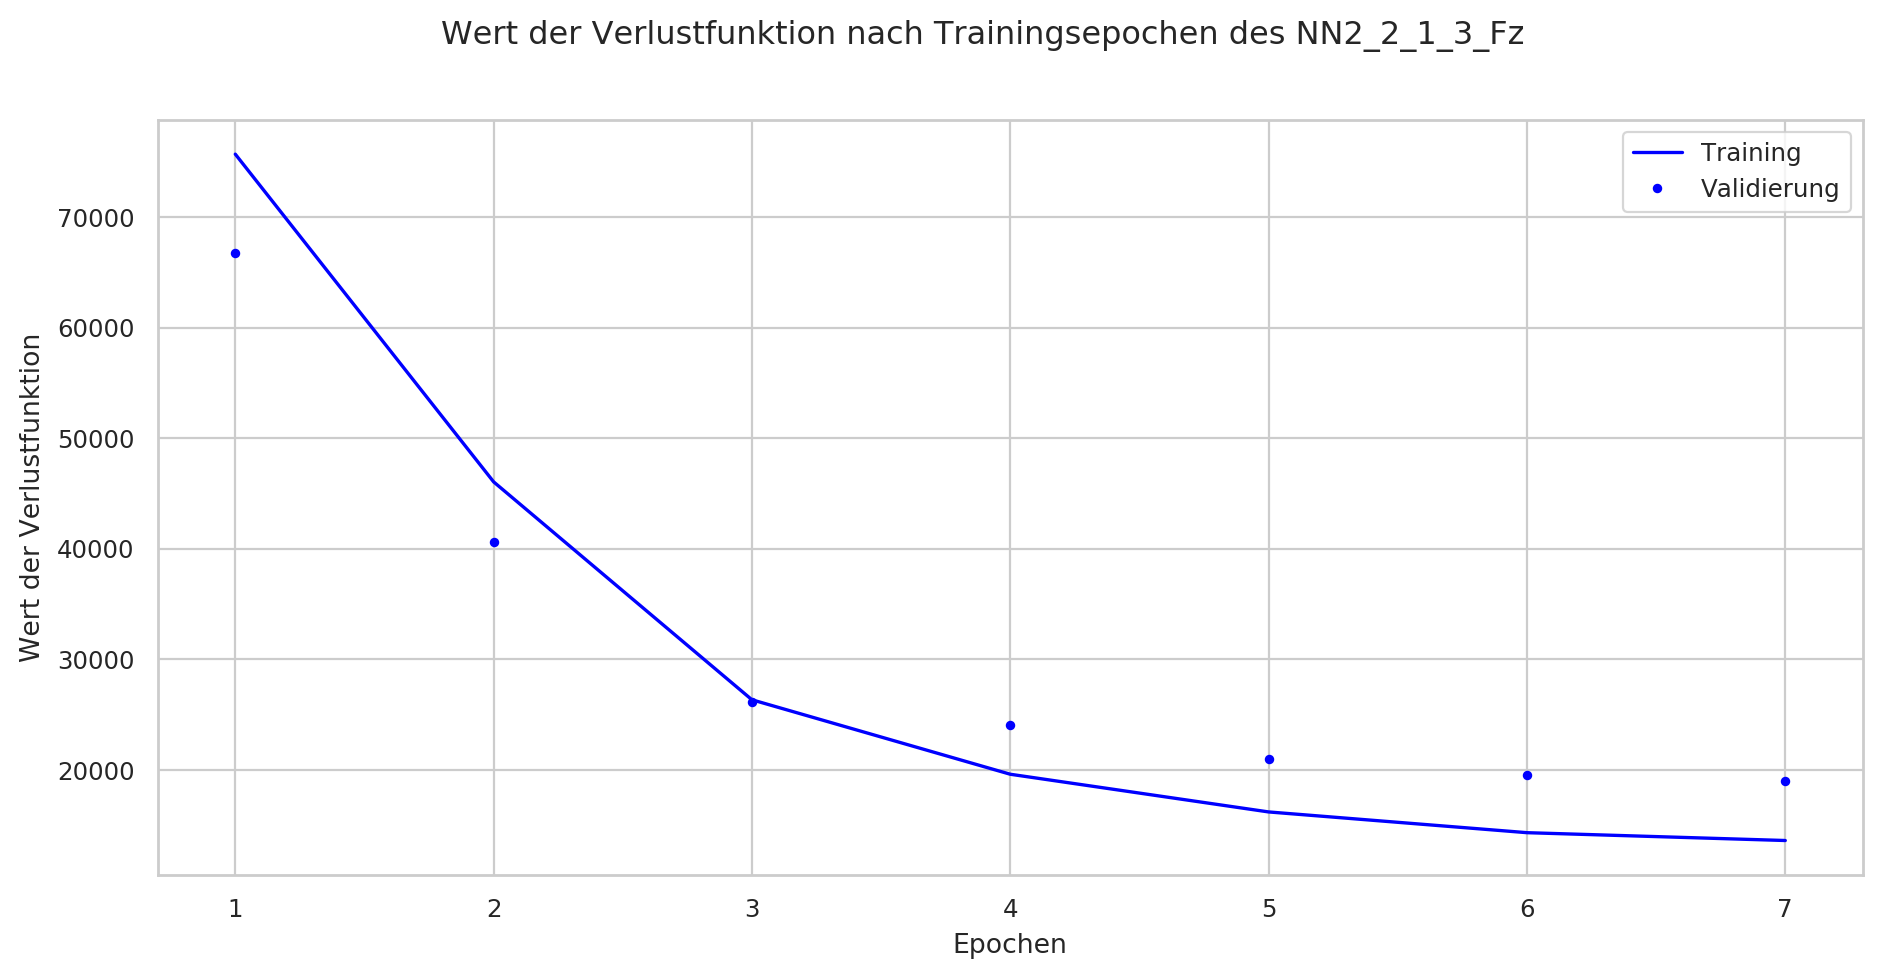 Wert der Verlustfunktion nach Trainingsepochen des NN2_2_1_3_Fz
Training
Validierung
Wert der Verlustfunktion
70000
60000
50000
40000
30000
20000
1 2 3 4 5 6 7
Epochen